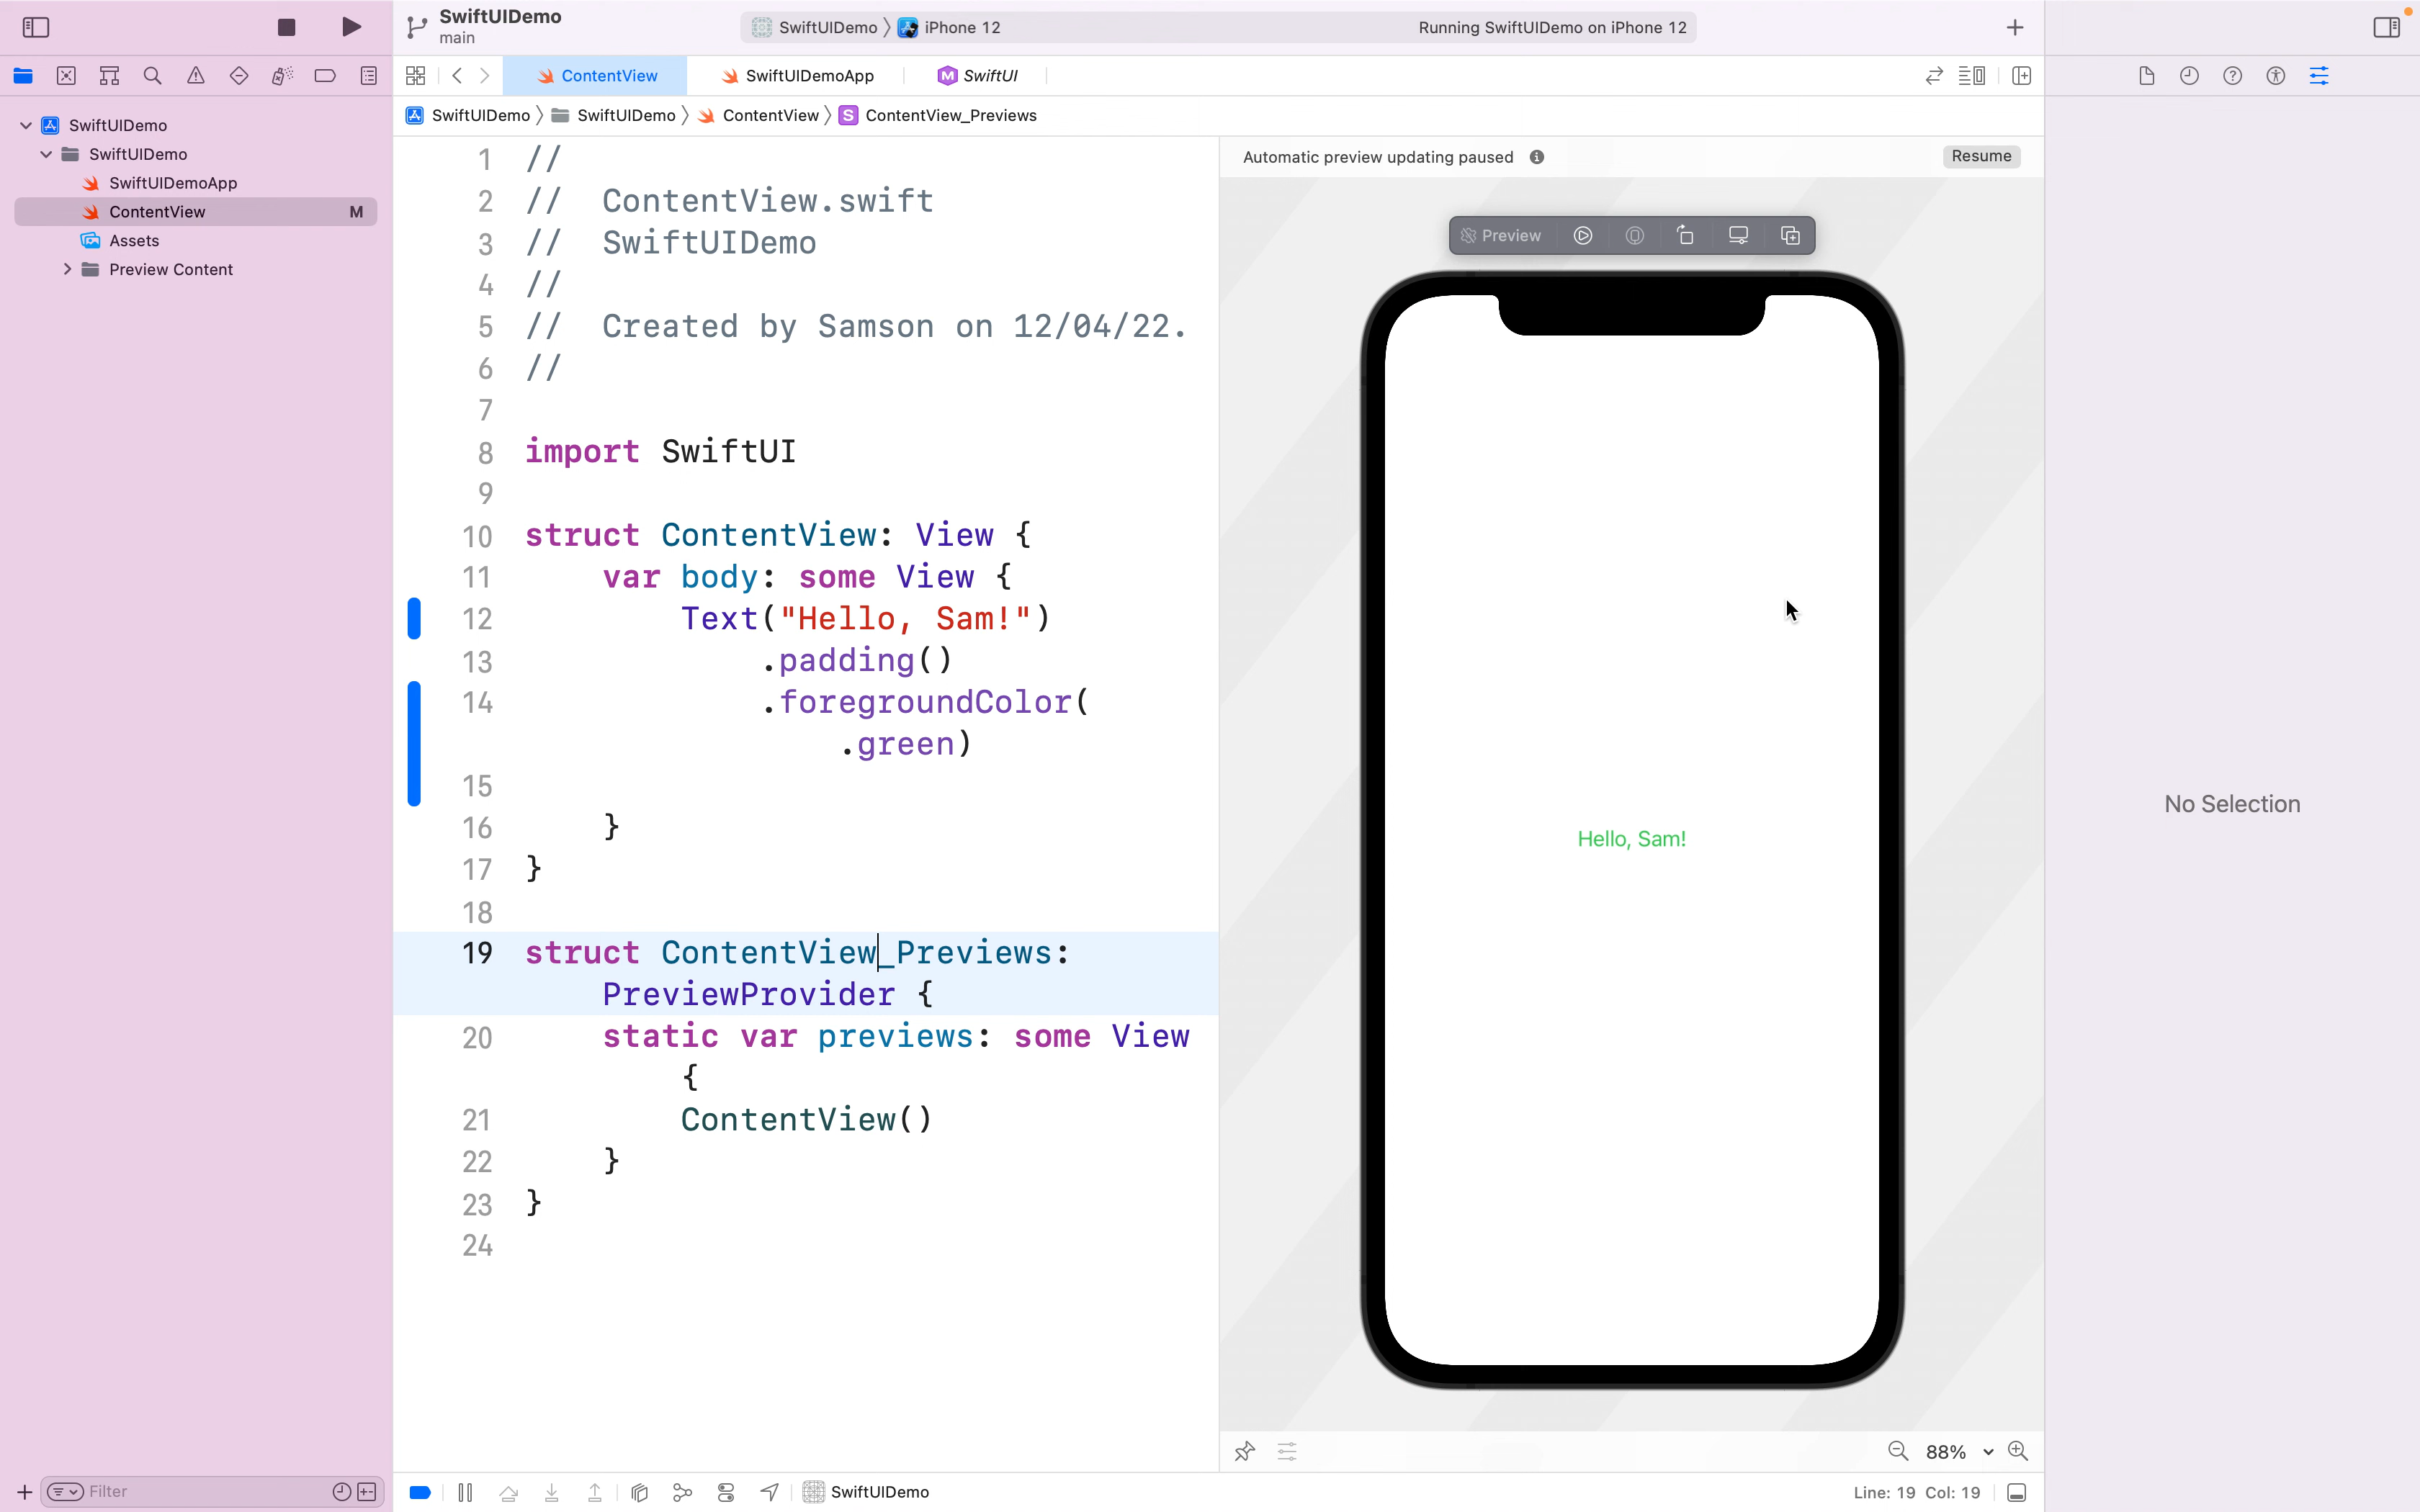 SwiftUIDemo
main
SwiftUIDemo
iPhone 12
Running SwiftUIDemo on iPhone 12
ContentView
SwiftUIDemoApp
M SwiftUI
SwiftUIDemo
SwiftUIDemo
ContentView
S ContentView_Previews
SwiftUIDemo
SwiftUIDemo
SwiftUIDemoApp
ContentView M
Assets
Preview Content
1 //
2 // ContentView.swift
3 // SwiftUIDemo
4 //
5 // Created by Samson on 12/04/22.
6 //
7
8 import SwiftUI
9
10 struct ContentView: View {
11 var body: some View {
12 Text("Hello, Sam!")
13 .padding()
14 .foregroundColor(
.green)
15
16 }
17 }
18
19 struct ContentView_Previews:
PreviewProvider {
20 static var previews: some View
{
21 ContentView()
22 }
23 }
24
Automatic preview updating paused
Resume
Preview
Hello, Sam!
No Selection
88%
Filter
SwiftUIDemo
Line: 19 Col: 19